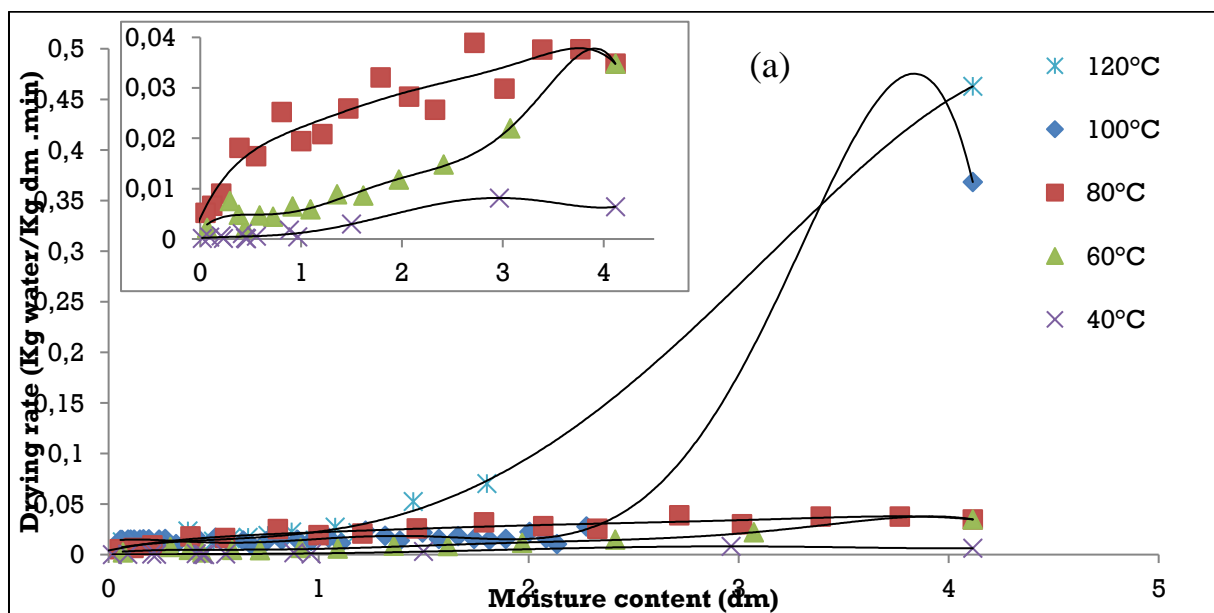 Drying rate (Kg water/Kg dm .min)
0,5
0,45
0,4
0,35
0,3
0,25
0,2
0,15
0,1
0,05
0
0 1 2 3 4 5
Moisture content (dm)
0,04
0,03
0,02
0,01
0
0 1 2 3 4
(a)
120°C
100°C
80°C
60°C
40°C